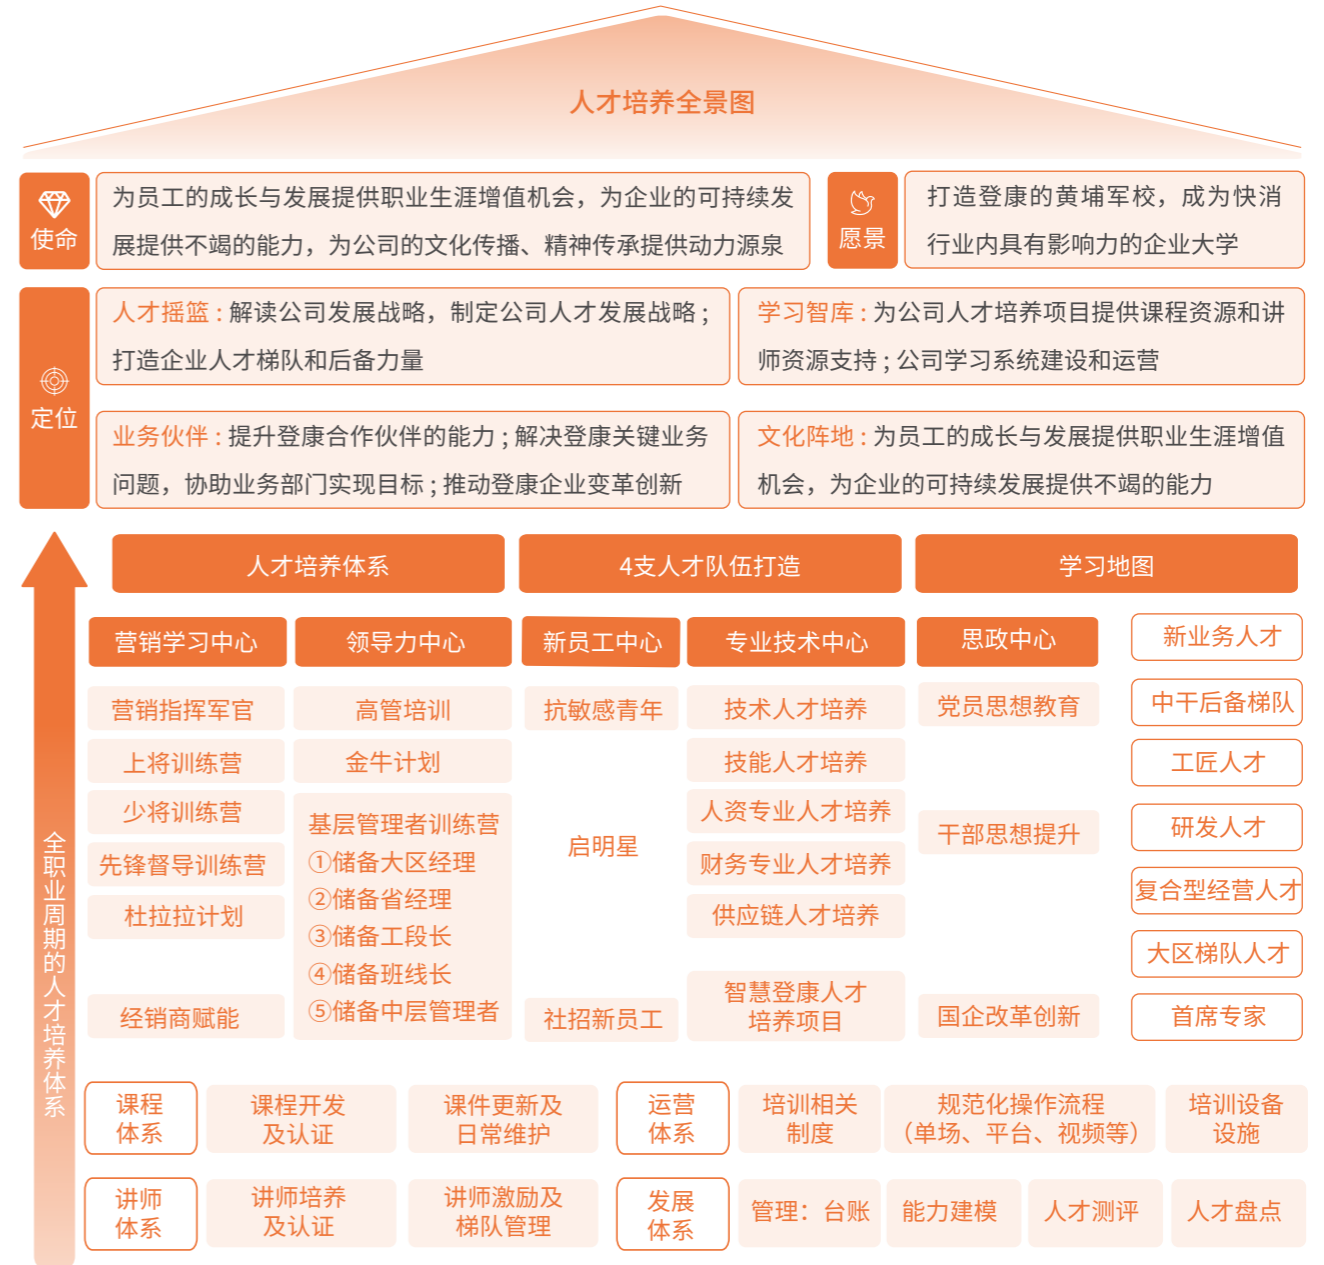 人才培养全景图
使命
为员工的成长与发展提供职业生涯增值机会，为企业的可持续发
展提供不竭的能力，为公司的文化传播、精神传承提供动力源泉
愿景
打造登康的黄埔军校，成为快消
行业内具有影响力的企业大学
定位
人才摇篮：解读公司发展战略，制定公司人才发展战略；
打造企业人才梯队和后备力量
学习智库：为公司人才培养项目提供课程资源和讲
师资源支持；公司学习系统建设和运营
业务伙伴：提升登康合作伙伴的能力；解决登康关键业务
问题，协助业务部门实现目标；推动登康企业变革创新
文化阵地：为员工的成长与发展提供职业生涯增值
机会，为企业的可持续发展提供不竭的能力
全职业周期的人才培养体系
人才培养体系
4支人才队伍打造
学习地图
营销学习中心
营销指挥军官
上将训练营
少将训练营
先锋督导训练营
杜拉拉计划
经销商赋能
领导力中心
高管培训
金牛计划
基层管理者训练营
①储备大区经理
②储备省经理
③储备工段长
④储备班线长
⑤储备中层管理者
新员工中心
抗敏感青年
启明星
社招新员工
专业技术中心
技术人才培养
技能人才培养
人资专业人才培养
财务专业人才培养
供应链人才培养
智慧登康人才
培养项目
思政中心
党员思想教育
干部思想提升
国企改革创新
新业务人才
中干后备梯队
工匠人才
研发人才
复合型经营人才
大区梯队人才
首席专家
课程
体系
课程开发
及认证
课件更新及
日常维护
运营
体系
培训相关
制度
规范化操作流程
（单场、平台、视频等）
培训设备
设施
讲师
体系
讲师培养
及认证
讲师激励及
梯队管理
发展
体系
管理：台账
能力建模
人才测评
人才盘点